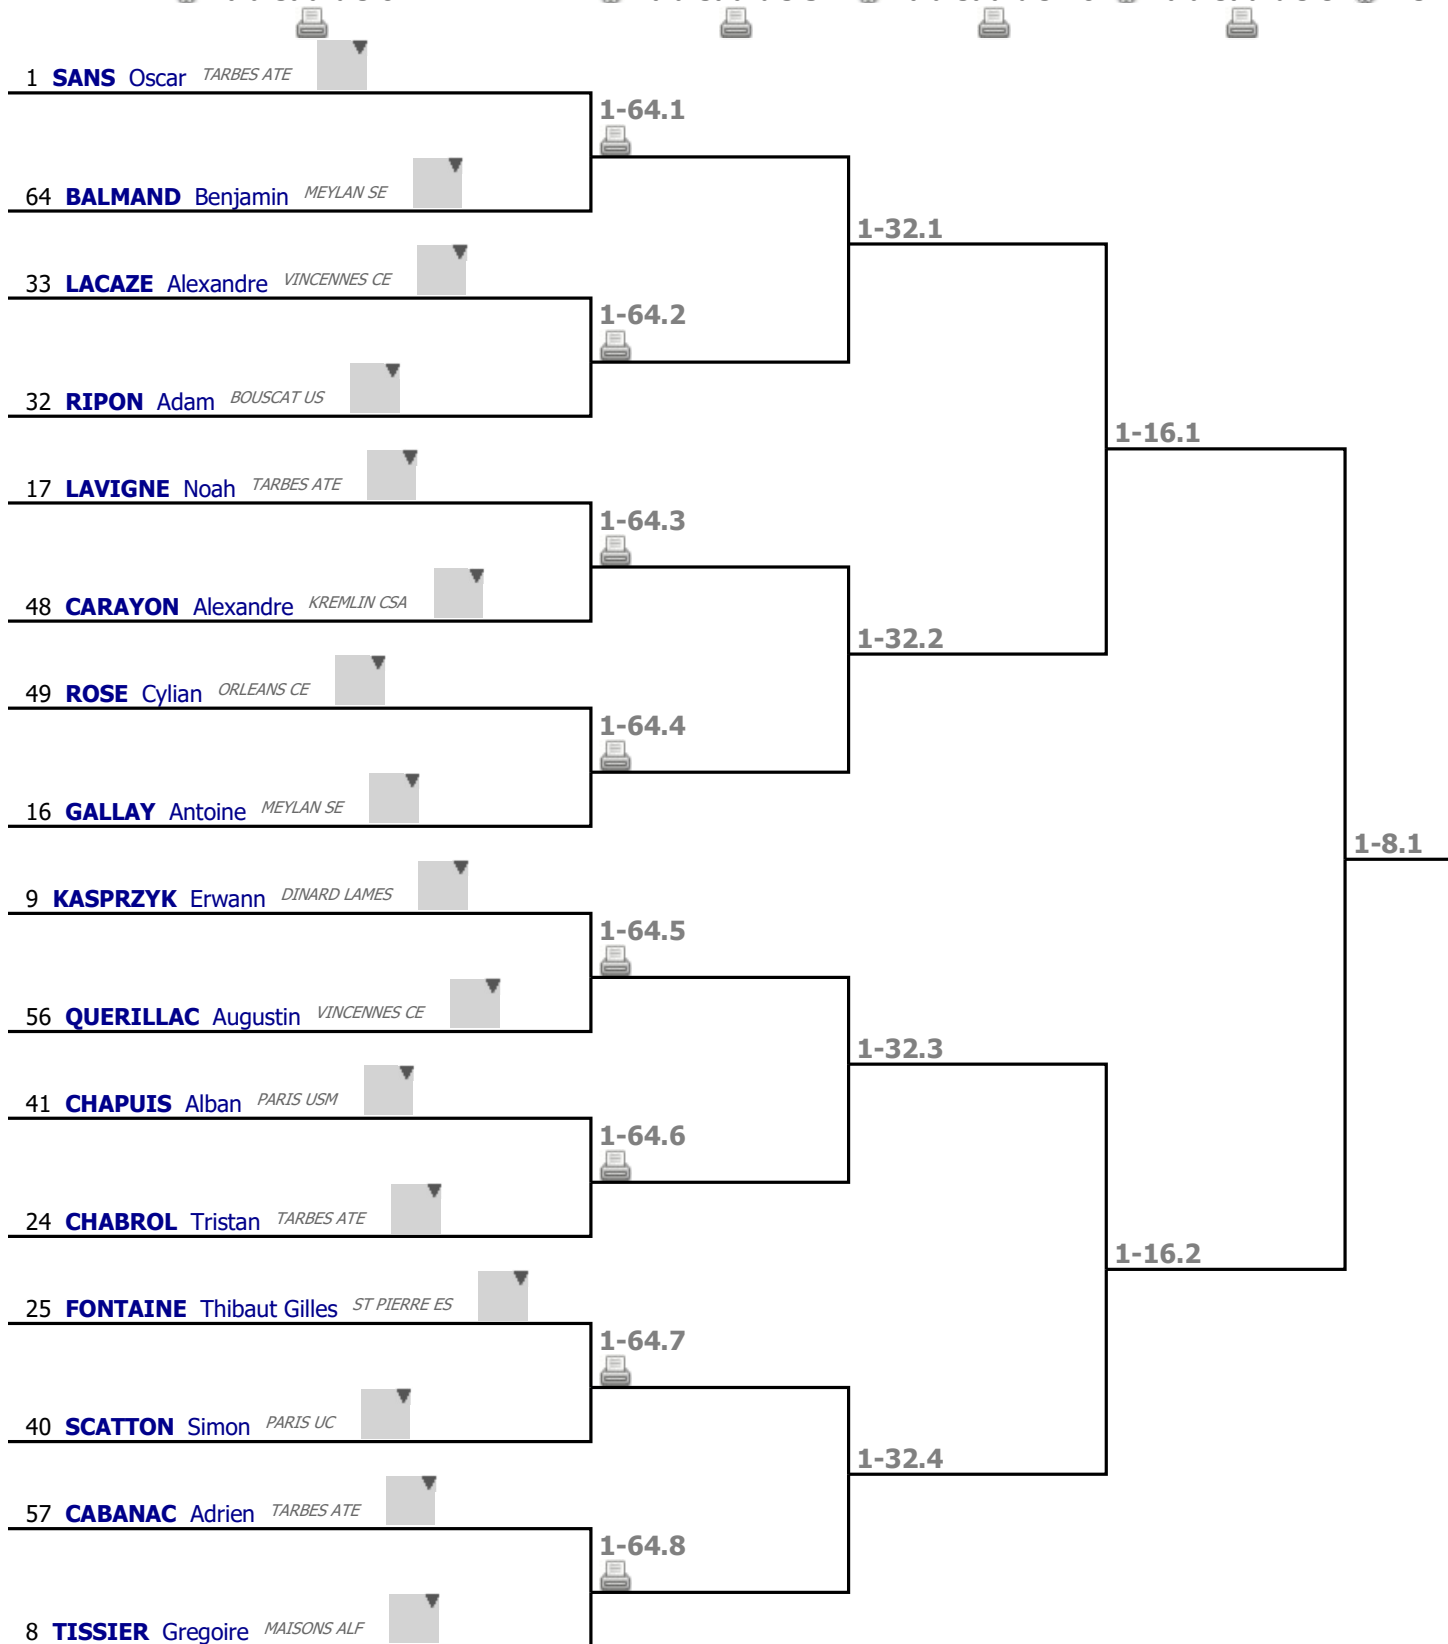 1 SANS Oscar TARBES ATE
1-64.1
64 BALMAND Benjamin MEYLAN SE
1-32.1
33 LACAZE Alexandre VINCENNES CE
1-64.2
32 RIPON Adam BOUSCAT US
1-16.1
17 LAVIGNE Noah TARBES ATE
1-64.3
48 CARAYON Alexandre KREMLIN CSA
1-32.2
49 ROSE Cylian ORLEANS CE
1-64.4
16 GALLAY Antoine MEYLAN SE
1-8.1
9 KASPRZYK Erwann DINARD LAMES
1-64.5
56 QUERILLAC Augustin VINCENNES CE
1-32.3
41 CHAPUIS Alban PARIS USM
1-64.6
24 CHABROL Tristan TARBES ATE
1-16.2
25 FONTAINE Thibaut Gilles ST PIERRE ES
1-64.7
40 SCATTON Simon PARIS UC
1-32.4
57 CABANAC Adrien TARBES ATE
1-64.8
8 TISSIER Gregoire MAISONS ALF